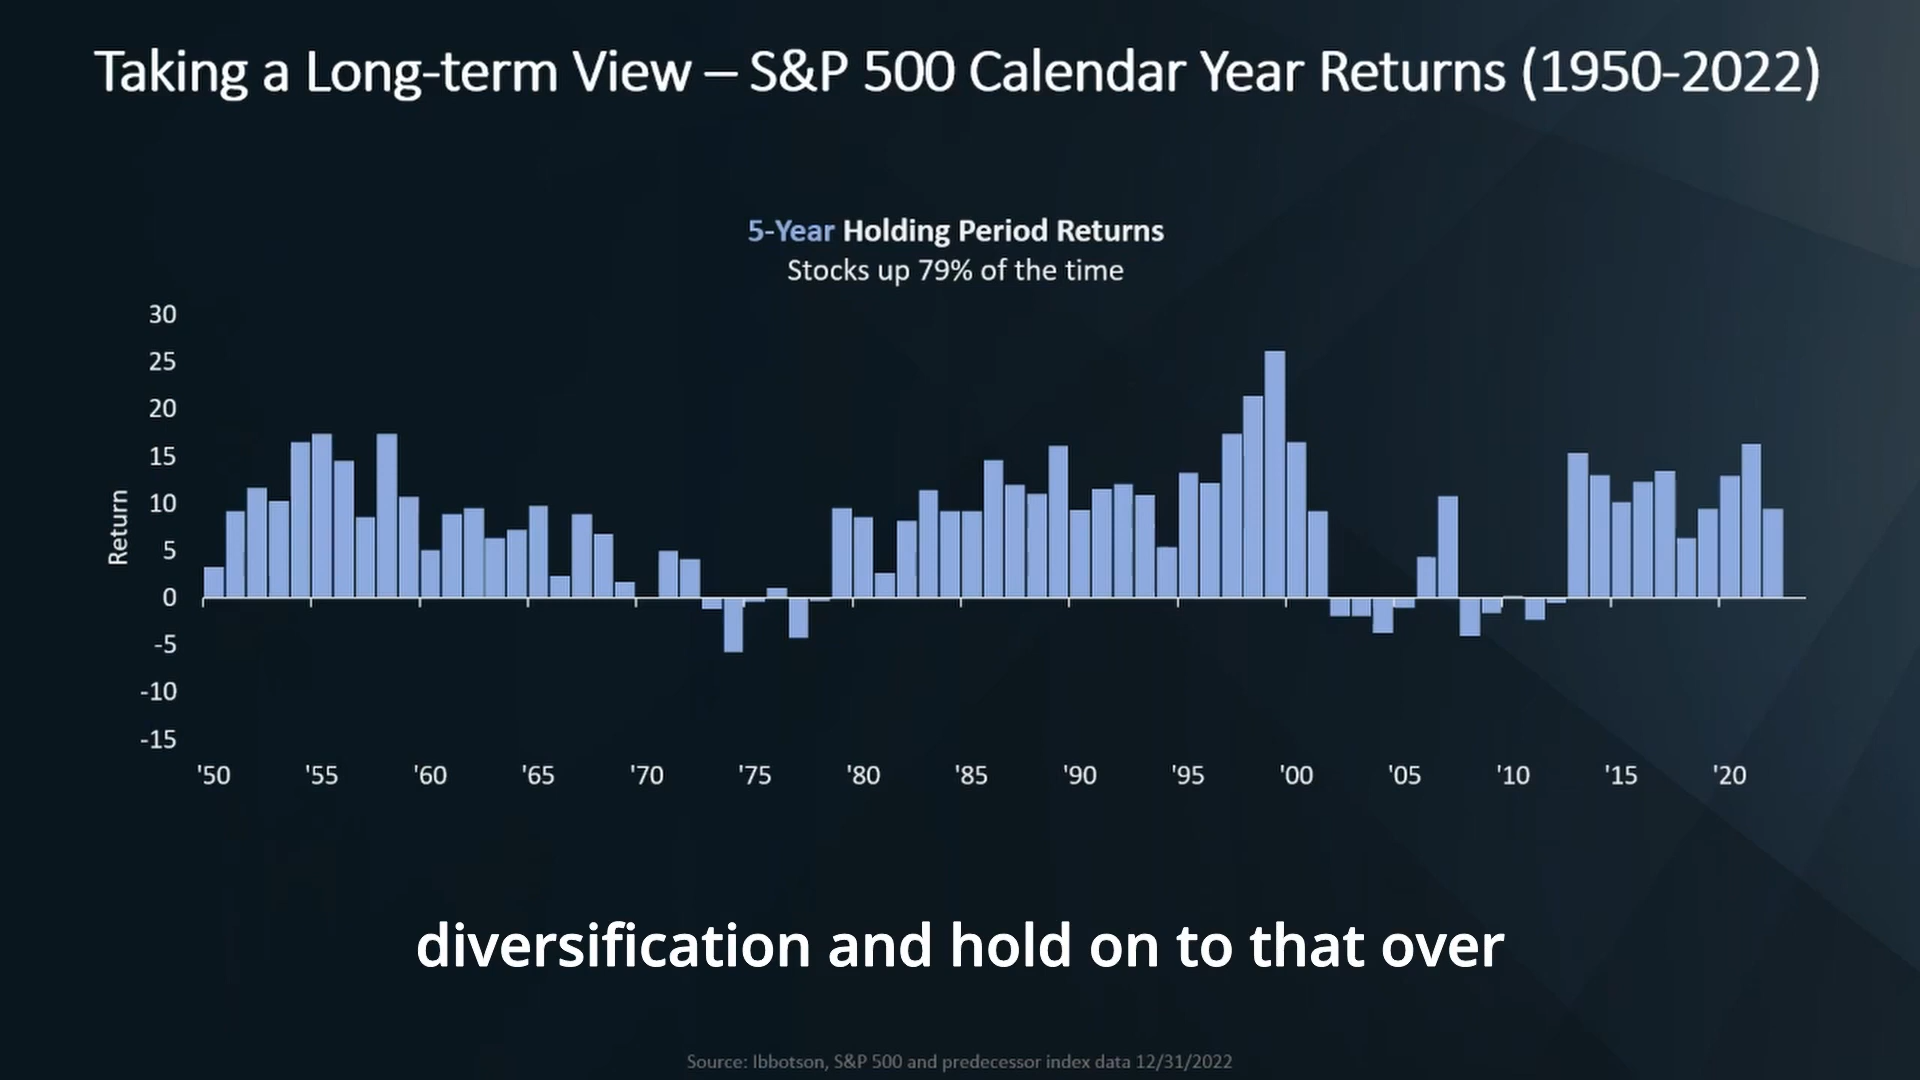 Taking a Long-term View – S&P 500 Calendar Year Returns (1950-2022)
5-Year Holding Period Returns
Stocks up 79% of the time
30
25
20
15
10
5
0
-5
-10
-15
Return
'50 '55 '60 '65 '70 '75 '80 '85 '90 '95 '00 '05 '10 '15 '20
diversification and hold on to that over
Source: Ibbotson, S&P 500 and predecessor index data 12/31/2022